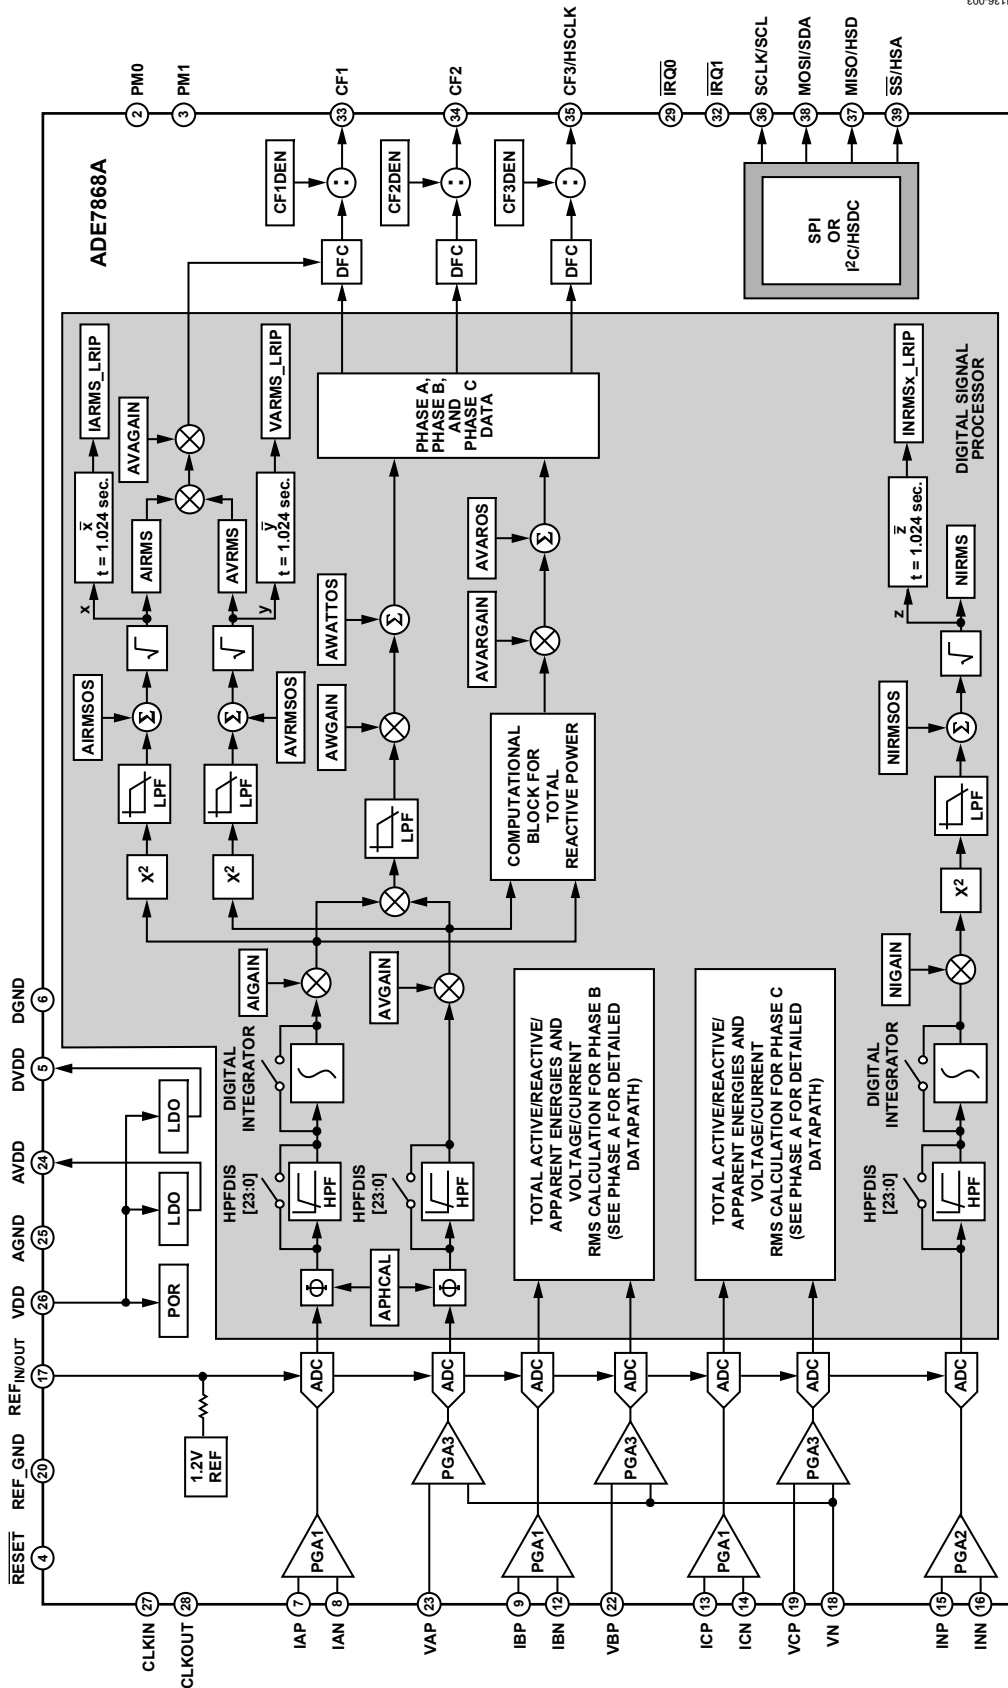 RESET
4
REF_GND
20
REFIN/OUT
17
VDD
26
AGND
25
AVDD
24
DVDD
5
DGND
6
CLKIN
27
CLKOUT
28
1.2V
REF
POR
LDO
LDO
ADE7868A
IAP
7
IAN
8
PGA1
ADC
VAP
23
PGA3
ADC
IBP
9
IBN
12
PGA1
ADC
VBP
22
PGA3
ADC
ICP
13
ICN
14
PGA1
ADC
VCP
19
VN
18
PGA3
ADC
INP
15
INN
16
PGA2
ADC
Φ
APHCAL
Φ
HPFDIS
[23:0]
HPF
DIGITAL
INTEGRATOR
AIGAIN
HPFDIS
[23:0]
HPF
AVGAIN
X²
LPF
AIRMSOS
Σ
√
x
AIRMS
x̅
t = 1.024 sec.
IARMS_LRIP
AVAGAIN
X²
LPF
AVRMSOS
Σ
√
y
AVRMS
y̅
t = 1.024 sec.
VARMS_LRIP
LPF
AWGAIN
AWATTOS
Σ
COMPUTATIONAL
BLOCK FOR
TOTAL
REACTIVE POWER
AVARGAIN
AVAROS
Σ
PHASE A,
PHASE B,
AND
PHASE C
DATA
TOTAL ACTIVE/REACTIVE/
APPARENT ENERGIES AND
VOLTAGE/CURRENT
RMS CALCULATION FOR PHASE B
(SEE PHASE A FOR DETAILED
DATAPATH)
TOTAL ACTIVE/REACTIVE/
APPARENT ENERGIES AND
VOLTAGE/CURRENT
RMS CALCULATION FOR PHASE C
(SEE PHASE A FOR DETAILED
DATAPATH)
HPFDIS
[23:0]
HPF
DIGITAL
INTEGRATOR
NIGAIN
X²
LPF
NIRMSOS
Σ
√
z
NIRMS
z̅
t = 1.024 sec.
INRMSx_LRIP
DIGITAL SIGNAL
PROCESSOR
DFC
CF1DEN
:
DFC
CF2DEN
:
DFC
CF3DEN
:
SPI
OR
I²C/HSDC
2
PM0
3
PM1
33
CF1
34
CF2
35
CF3/HSCLK
29
IRQ0
32
IRQ1
36
SCLK/SCL
38
MOSI/SDA
37
MISO/HSD
39
SS/HSA